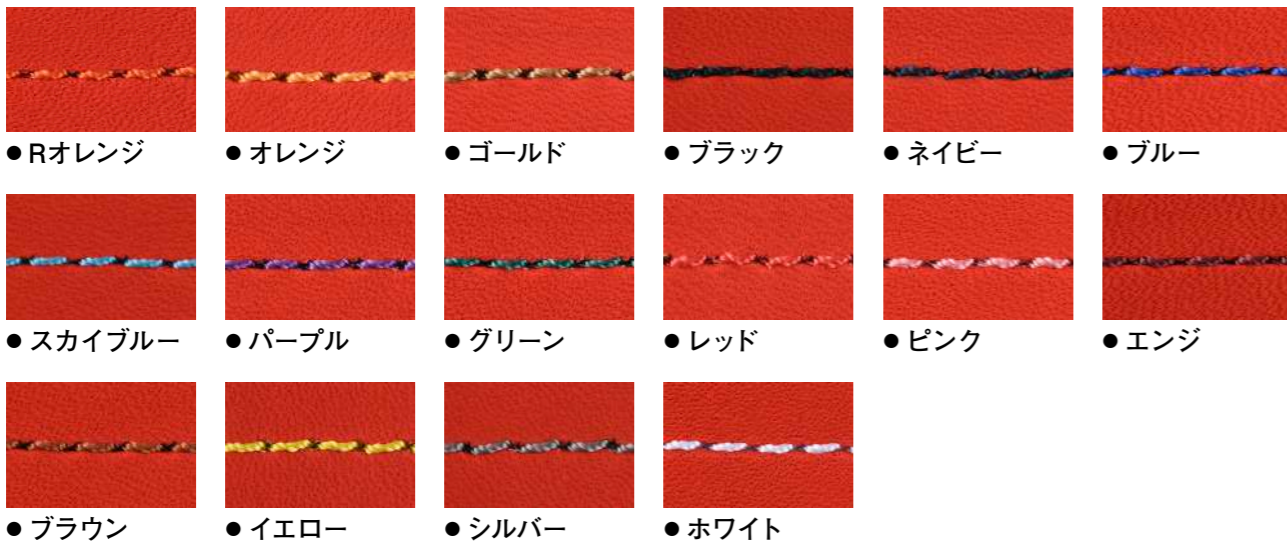 ● Rオレンジ
● オレンジ
● ゴールド
● ブラック
● ネイビー
● ブルー
● スカイブルー
● パープル
● グリーン
● レッド
● ピンク
● エンジ
● ブラウン
● イエロー
● シルバー
● ホワイト